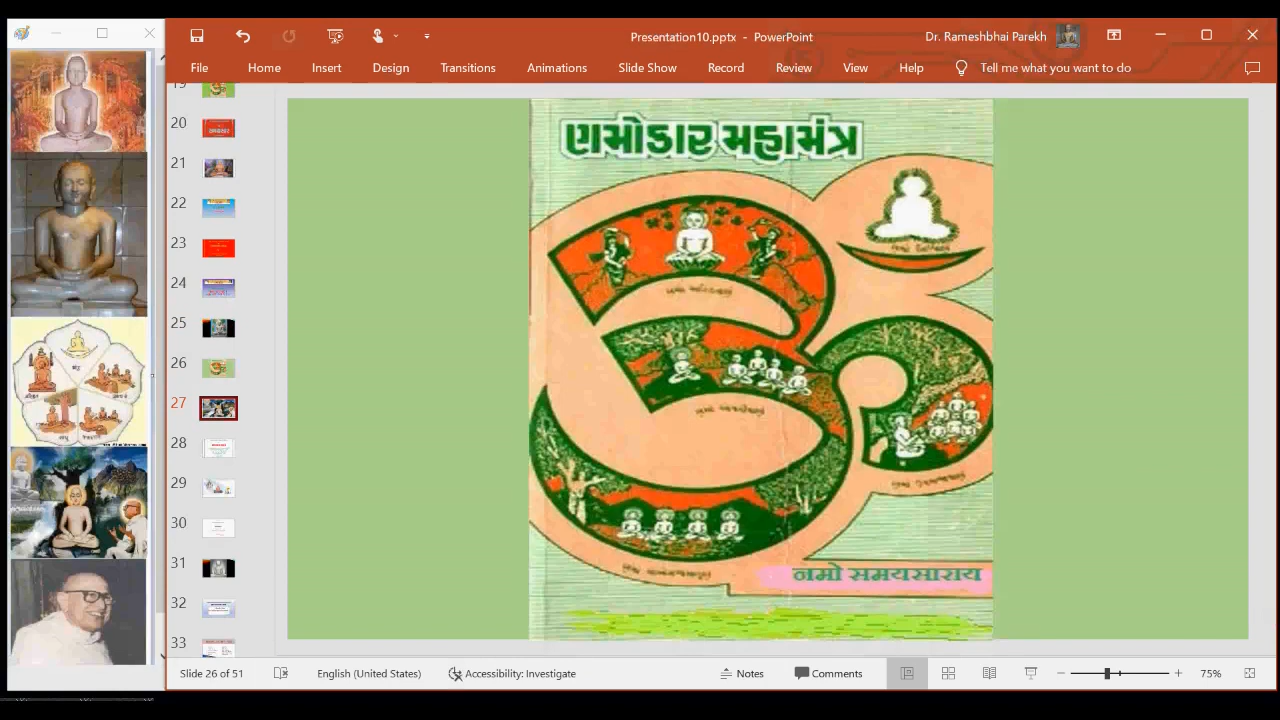 Presentation10.pptx - PowerPoint
Dr. Rameshbhai Parekh
File Home Insert Design Transitions Animations Slide Show Record Review View Help Tell me what you want to do
19
20
21
22
23
24
25
26
27
28
29
30
31
32
33
ણમોકાર મહામંત્ર
નમો સમયસારાય
Slide 26 of 51 English (United States) Accessibility: Investigate Notes Comments 75%